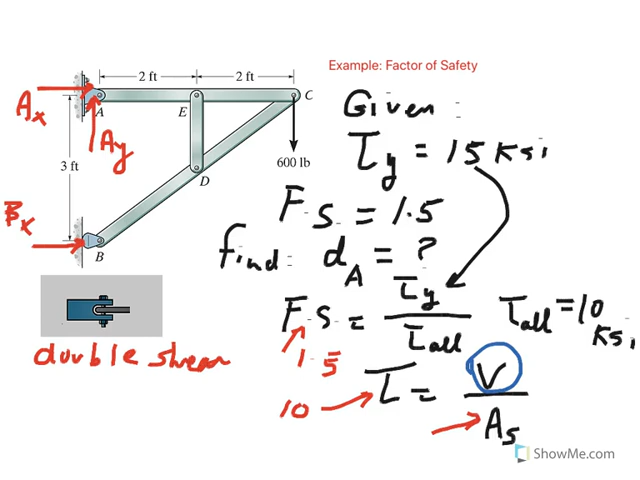 Example: Factor of Safety
2 ft
2 ft
A
E
C
Ax
Ay
Given
τy = 15 ksi
600 lb
3 ft
D
F.S. = 1.5
Bx
B
find: dA = ?
F.S = τy / τall
τall = 10 ksi
1.5
double shear
10
τ = V / As
ShowMe.com